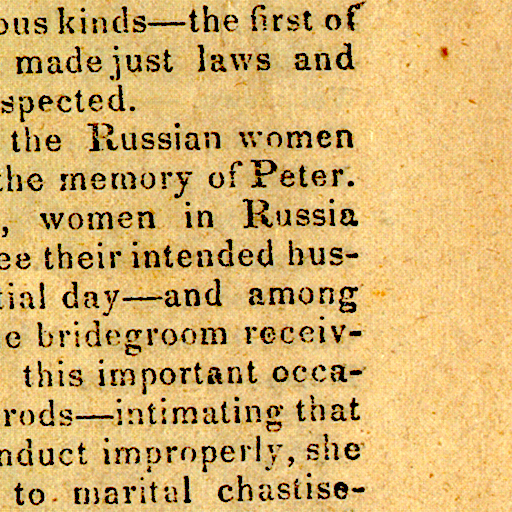 ous kinds—the first of
made just laws and
spected.
the Russian women
the memory of Peter.
, women in Russia
ee their intended hus-
tial day—and among
e bridegroom receiv-
this important occa-
rods—intimating that
nduct improperly, she
to marital chastise-